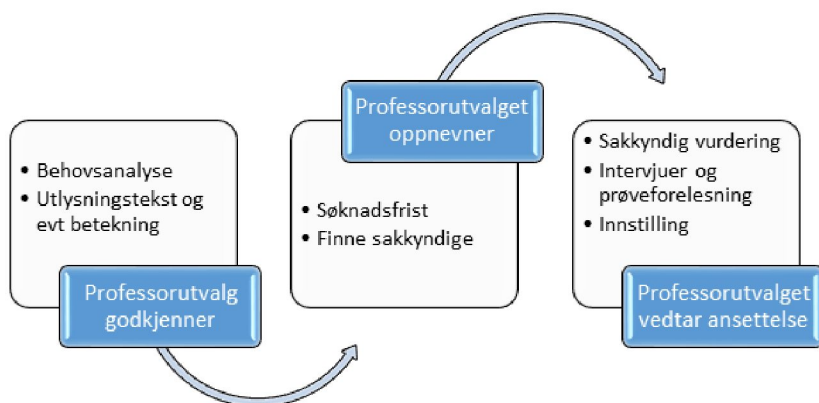 • Behovsanalyse
• Utlysningstekst og
evt betekning
Professorutvalg
godkjenner
Professorutvalget
oppnevner
• Søknadsfrist
• Finne sakkyndige
• Sakkyndig vurdering
• Intervjuer og
prøveforelesning
• Innstilling
Professorutvalget
vedtar ansettelse